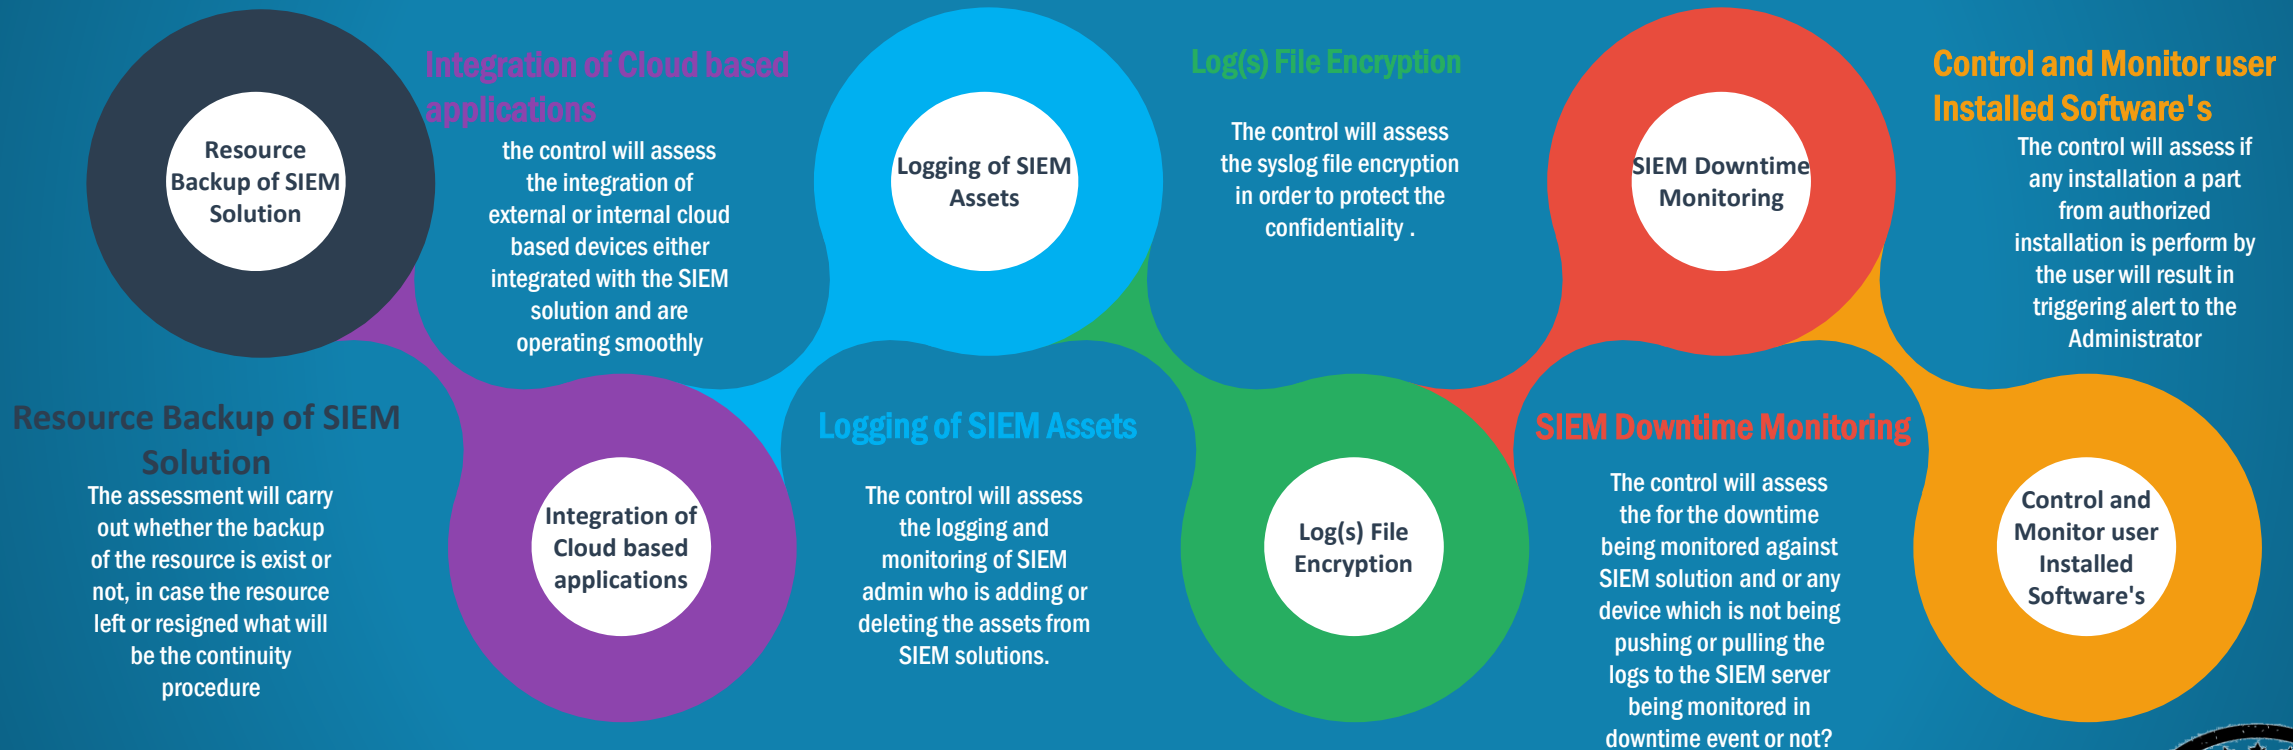 Resource
Backup of SIEM
Solution
Resource Backup of SIEM
Solution
The assessment will carry
out whether the backup
of the resource is exist or
not, in case the resource
left or resigned what will
be the continuity
procedure
Integration of Cloud based
applications
the control will assess
the integration of
external or internal cloud
based devices either
integrated with the SIEM
solution and are
operating smoothly
Integration of
Cloud based
applications
Logging of SIEM
Assets
Logging of SIEM Assets
The control will assess
the logging and
monitoring of SIEM
admin who is adding or
deleting the assets from
SIEM solutions.
Log(s) File Encryption
The control will assess
the syslog file encryption
in order to protect the
confidentiality .
Log(s) File
Encryption
SIEM Downtime
Monitoring
SIEM Downtime Monitoring
The control will assess
the for the downtime
being monitored against
SIEM solution and or any
device which is not being
pushing or pulling the
logs to the SIEM server
being monitored in
downtime event or not?
Control and Monitor user
Installed Software's
The control will assess if
any installation a part
from authorized
installation is perform by
the user will result in
triggering alert to the
Administrator
Control and
Monitor user
Installed
Software's